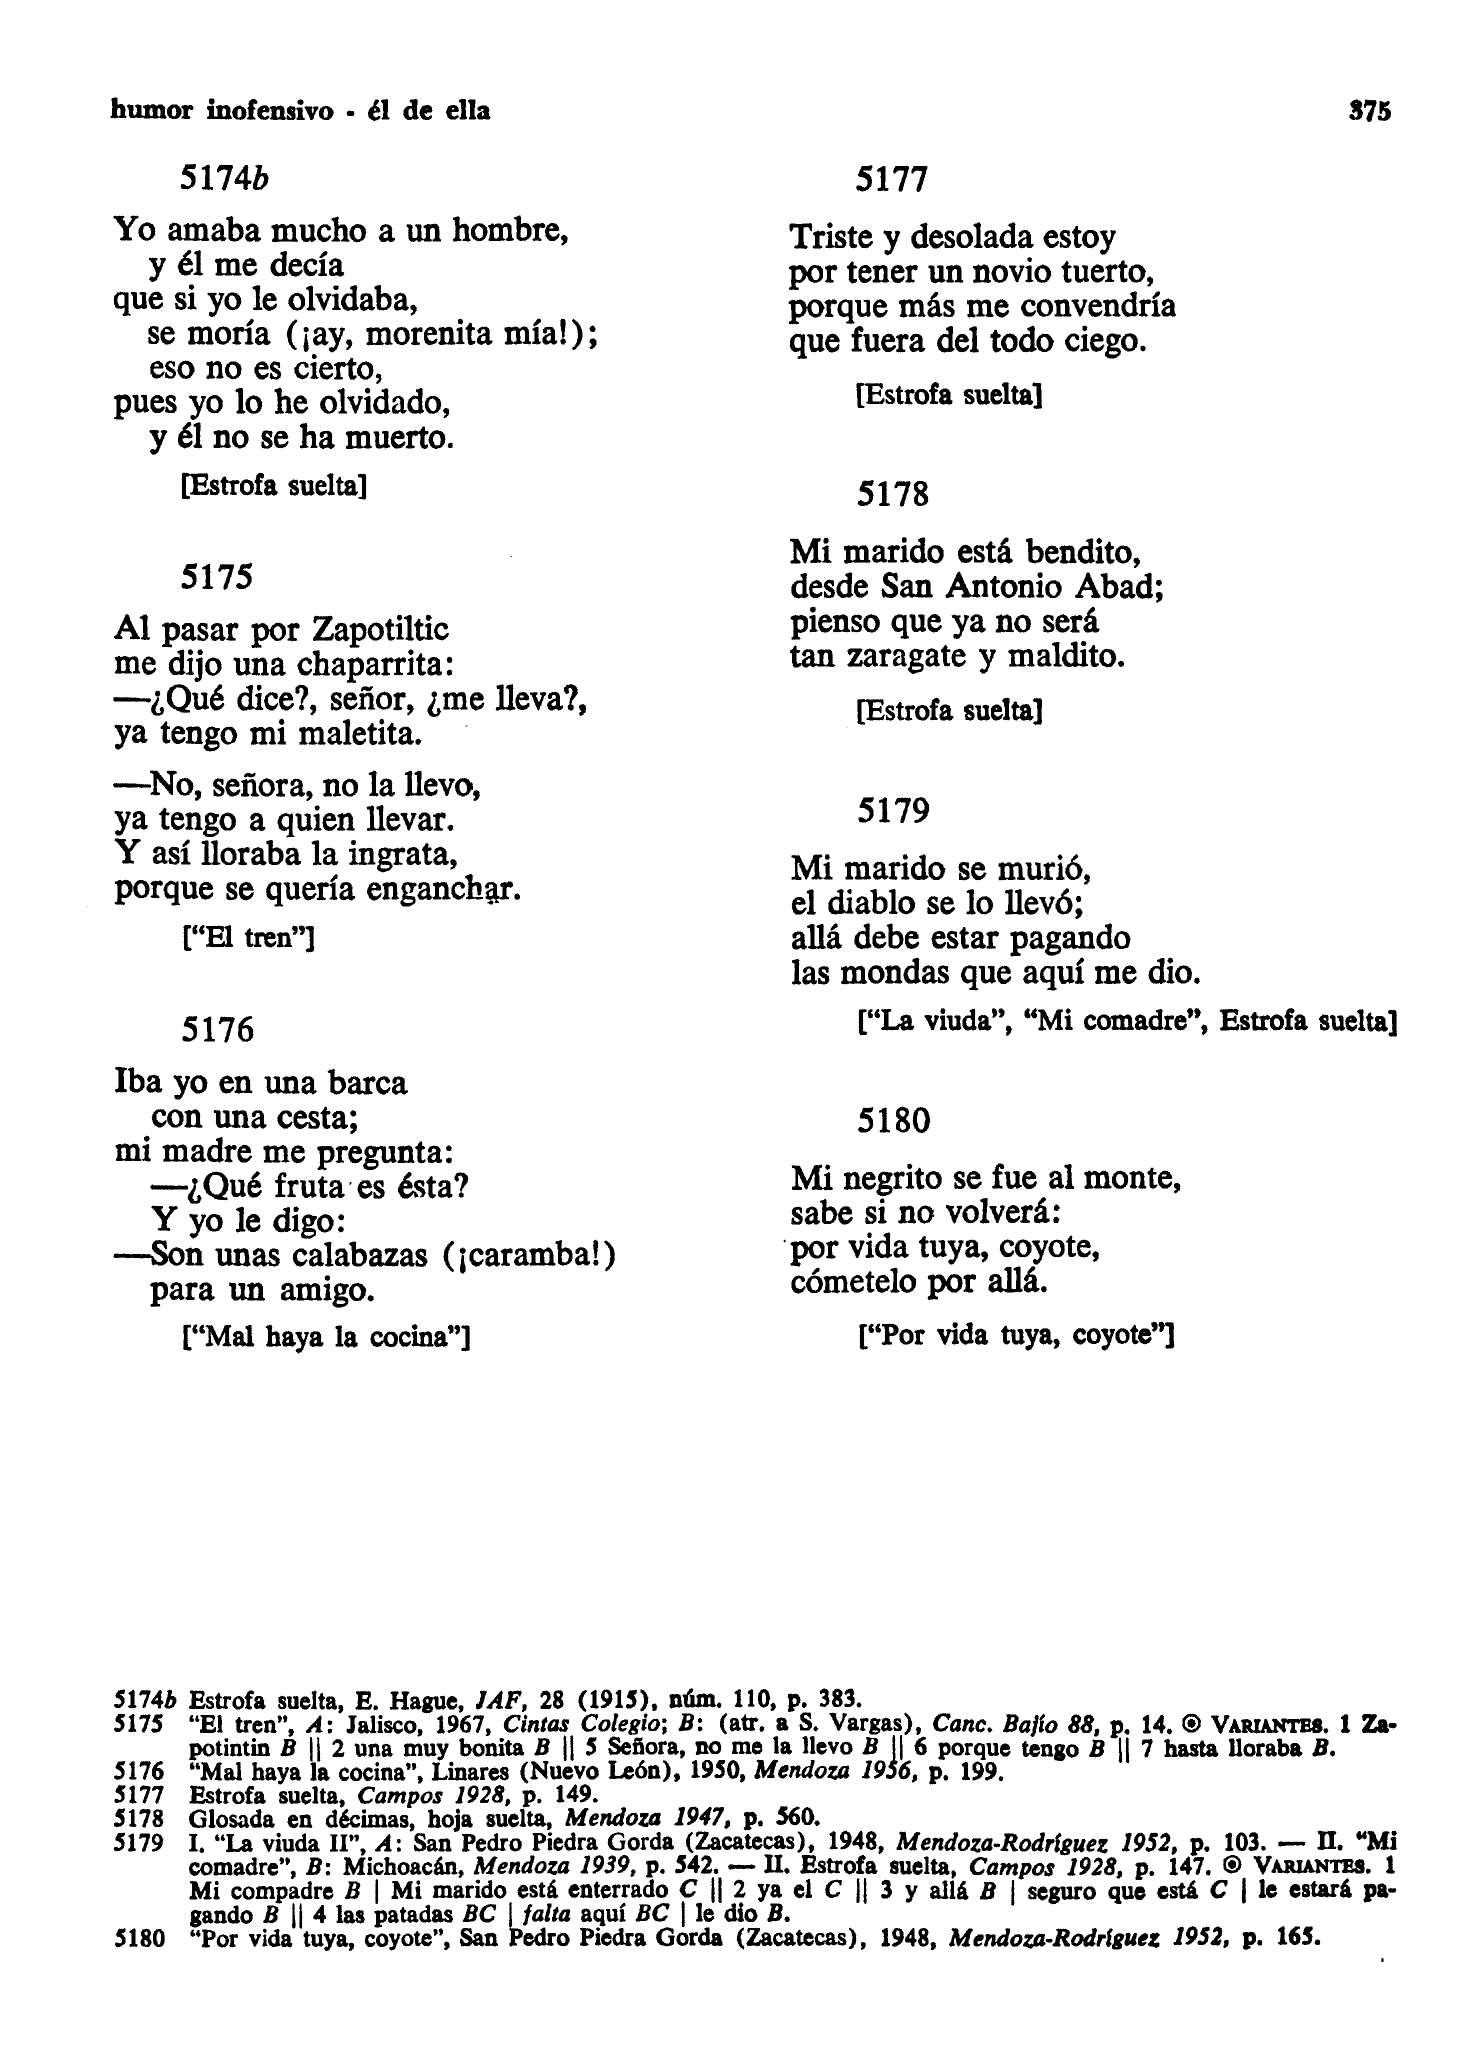 humor inofensivo - él de ella 375
5174b
Yo amaba mucho a un hombre,
y él me decía
que si yo le olvidaba,
se moría (¡ay, morenita mía!);
eso no es cierto,
pues yo lo he olvidado,
y él no se ha muerto.
[Estrofa suelta]
5175
Al pasar por Zapotiltic
me dijo una chaparrita:
—¿Qué dice?, señor, ¿me lleva?,
ya tengo mi maletita.
—No, señora, no la llevo,
ya tengo a quien llevar.
Y así lloraba la ingrata,
porque se quería enganchar.
["El tren"]
5176
Iba yo en una barca
con una cesta;
mi madre me pregunta:
—¿Qué fruta es ésta?
Y yo le digo:
—Son unas calabazas (¡caramba!)
para un amigo.
["Mal haya la cocina"]
5177
Triste y desolada estoy
por tener un novio tuerto,
porque más me convendría
que fuera del todo ciego.
[Estrofa suelta]
5178
Mi marido está bendito,
desde San Antonio Abad;
pienso que ya no será
tan zaragate y maldito.
[Estrofa suelta]
5179
Mi marido se murió,
el diablo se lo llevó;
allá debe estar pagando
las mondas que aquí me dio.
["La viuda", "Mi comadre", Estrofa suelta]
5180
Mi negrito se fue al monte,
sabe si no volverá:
por vida tuya, coyote,
cómetelo por allá.
["Por vida tuya, coyote"]
5174b Estrofa suelta, E. Hague, JAF, 28 (1915), núm. 110, p. 383.
5175 "El tren", A: Jalisco, 1967, Cintas Colegio; B: (atr. a S. Vargas), Canc. Bajío 88, p. 14. ⊙ VARIANTES. 1 Za-
potintin B || 2 una muy bonita B || 5 Señora, no me la llevo B || 6 porque tengo B || 7 hasta lloraba B.
5176 "Mal haya la cocina", Linares (Nuevo León), 1950, Mendoza 1956, p. 199.
5177 Estrofa suelta, Campos 1928, p. 149.
5178 Glosada en décimas, hoja suelta, Mendoza 1947, p. 560.
5179 I. "La viuda II", A: San Pedro Piedra Gorda (Zacatecas), 1948, Mendoza-Rodríguez 1952, p. 103. — II. "Mi
comadre", B: Michoacán, Mendoza 1939, p. 542. — II. Estrofa suelta, Campos 1928, p. 147. ⊙ VARIANTES. 1
Mi compadre B | Mi marido está enterrado C || 2 ya el C || 3 y allá B | seguro que está C | le estará pa-
gando B || 4 las patadas BC | falta aquí BC | le dio B.
5180 "Por vida tuya, coyote", San Pedro Piedra Gorda (Zacatecas), 1948, Mendoza-Rodríguez 1952, p. 165.